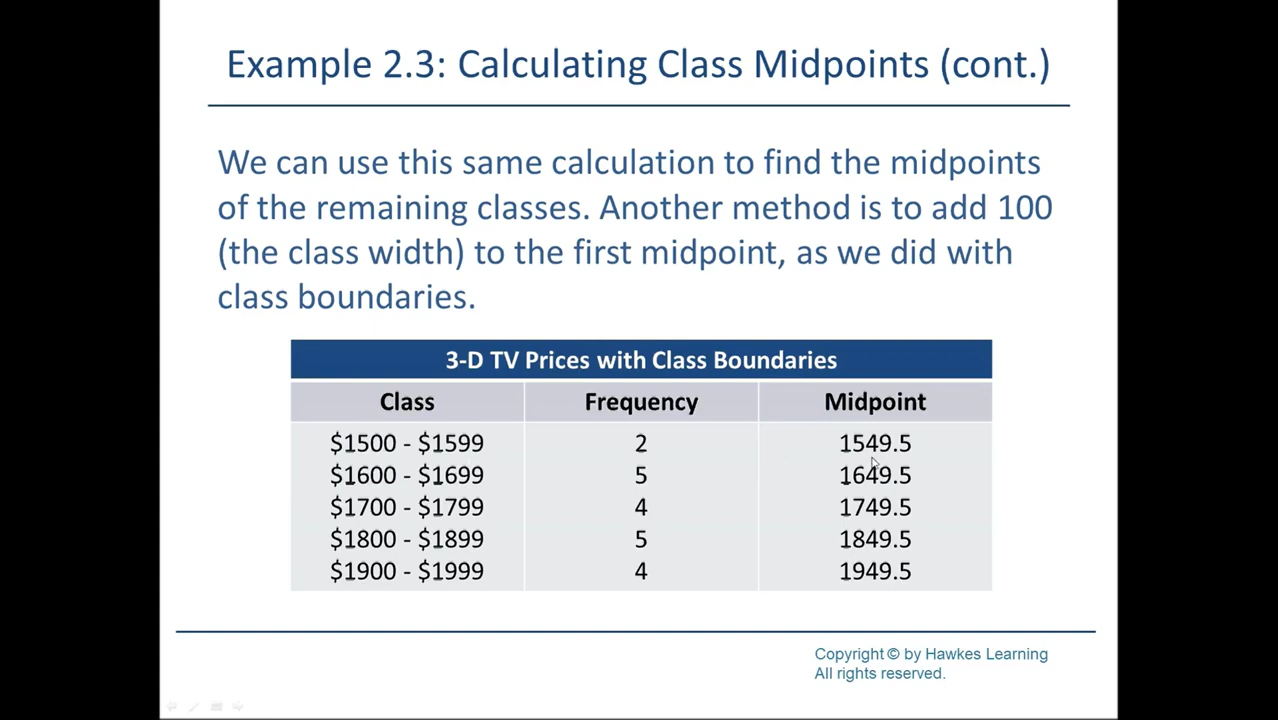 Example 2.3: Calculating Class Midpoints (cont.)
We can use this same calculation to find the midpoints
of the remaining classes. Another method is to add 100
(the class width) to the first midpoint, as we did with
class boundaries.
3-D TV Prices with Class Boundaries
Class Frequency Midpoint
$1500 - $1599 2 1549.5
$1600 - $1699 5 1649.5
$1700 - $1799 4 1749.5
$1800 - $1899 5 1849.5
$1900 - $1999 4 1949.5
Copyright © by Hawkes Learning
All rights reserved.